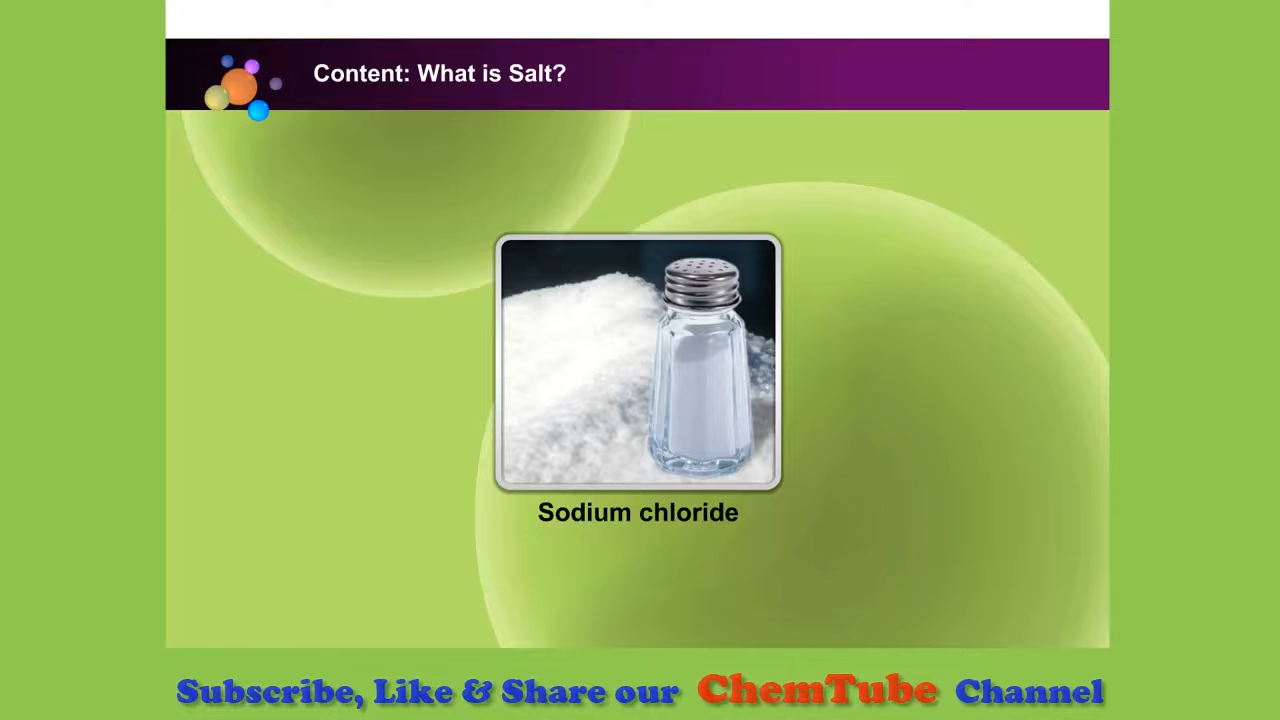 Content: What is Salt?
Sodium chloride
Subscribe, Like & Share our ChemTube Channel